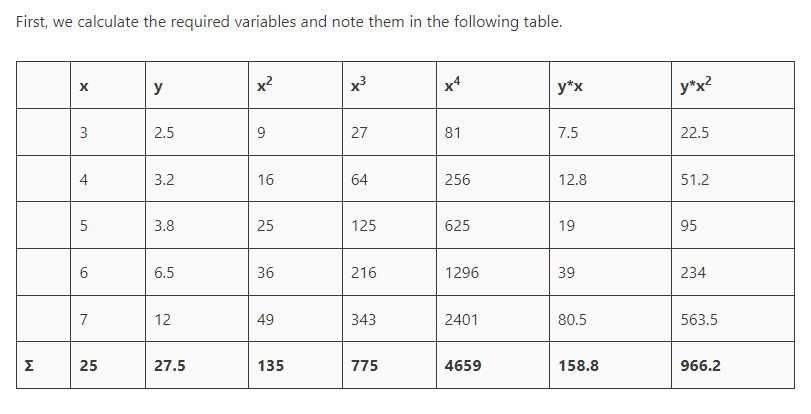 First, we calculate the required variables and note them in the following table.
x y x² x³ x⁴ y*x y*x²
3 2.5 9 27 81 7.5 22.5
4 3.2 16 64 256 12.8 51.2
5 3.8 25 125 625 19 95
6 6.5 36 216 1296 39 234
7 12 49 343 2401 80.5 563.5
Σ 25 27.5 135 775 4659 158.8 966.2